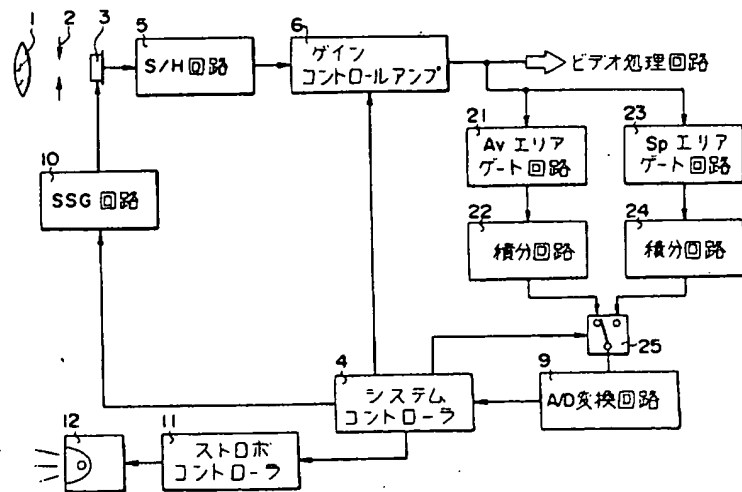 1
2
3
5
S/H 回路
6
ゲイン
コントロールアンプ
ビデオ処理回路
21
Av エリア
ゲート回路
23
Sp エリア
ゲート回路
10
SSG 回路
22
積分回路
24
積分回路
25
4
システム
コントローラ
9
A/D変換回路
12
11
ストロボ
コントローラ